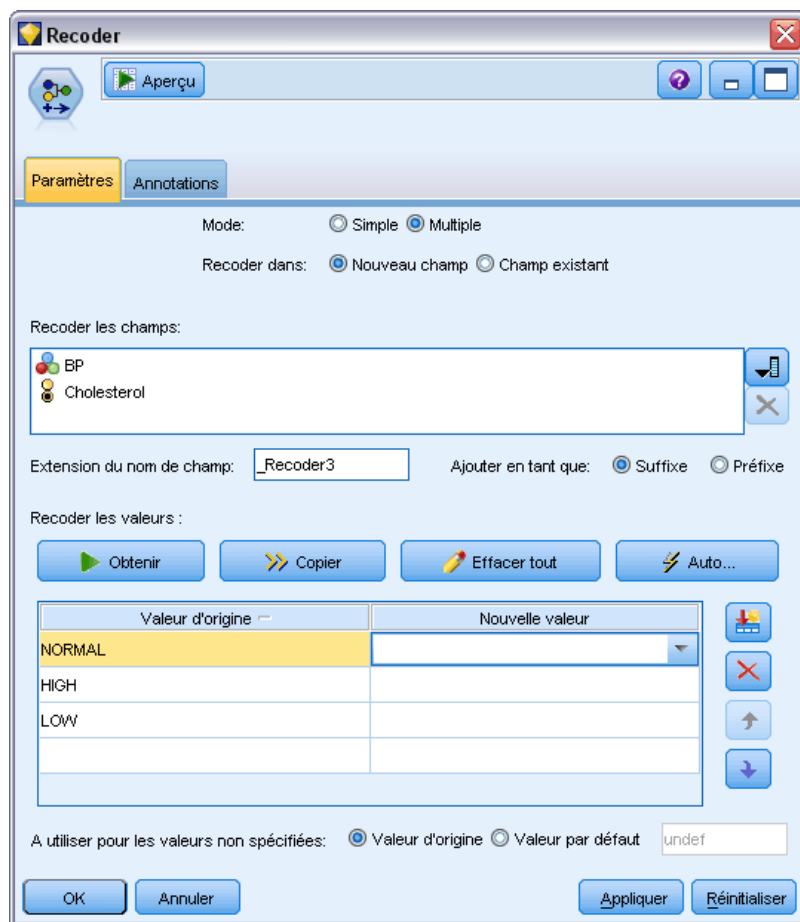 Recoder
Aperçu
Paramètres Annotations
Mode: Simple Multiple
Recoder dans: Nouveau champ Champ existant
Recoder les champs:
BP
Cholesterol
Extension du nom de champ: _Recoder3 Ajouter en tant que: Suffixe Préfixe
Recoder les valeurs :
Obtenir Copier Effacer tout Auto...
Valeur d'origine Nouvelle valeur
NORMAL
HIGH
LOW
A utiliser pour les valeurs non spécifiées: Valeur d'origine Valeur par défaut undef
OK Annuler Appliquer Réinitialiser